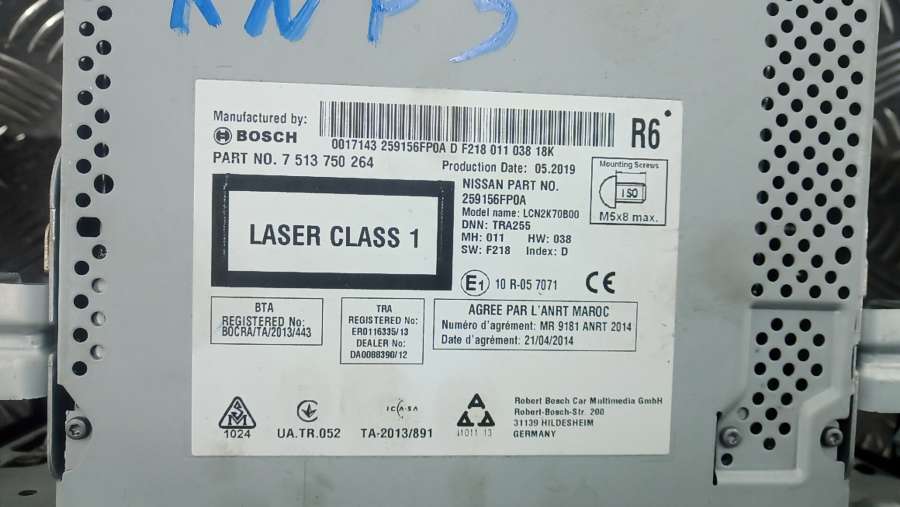 KNP5
Manufactured by:
BOSCH
0017143 259156FP0A D F218 011 038 18K
R6
PART NO. 7 513 750 264
Production Date: 05.2019
NISSAN PART NO.
259156FP0A
Model name: LCN2K70B00
DNN: TRA255
MH: 011 HW: 038
SW: F218 Index: D
Mounting Screws
ISO
M5x8 max.
LASER CLASS 1
E1 10 R-05 7071 CE
BTA
REGISTERED No:
BOCRA/TA/2013/443
TRA
REGISTERED No:
ER0116335/13
DEALER No:
DA0088390/12
AGREE PAR L'ANRT MAROC
Numéro d'agrément: MR 9181 ANRT 2014
Date d'agrément: 21/04/2014
1024
UA.TR.052
ICASA
TA-2013/891
Robert Bosch Car Multimedia GmbH
Robert-Bosch-Str. 200
31139 HILDESHEIM
GERMANY